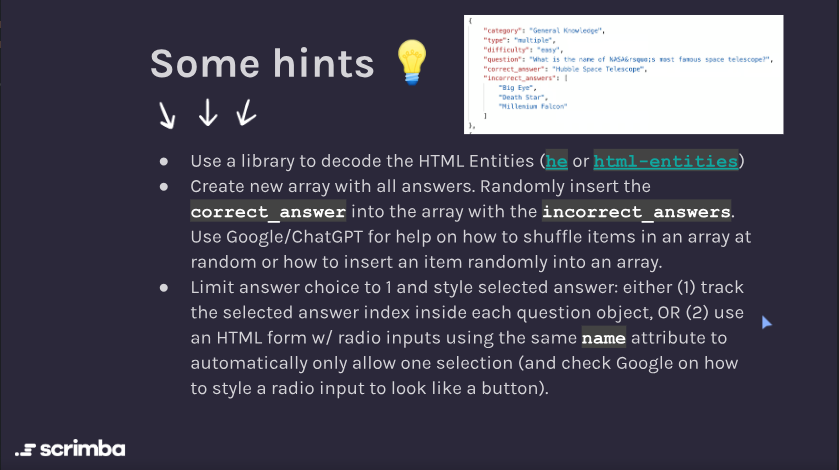 Some hints 💡
{
"category": "General Knowledge",
"type": "multiple",
"difficulty": "easy",
"question": "What is the name of NASA&rsquo;s most famous space telescope?",
"correct_answer": "Hubble Space Telescope",
"incorrect_answers": [
"Big Eye",
"Death Star",
"Millenium Falcon"
]
},
● Use a library to decode the HTML Entities (he or html-entities)
● Create new array with all answers. Randomly insert the
correct_answer into the array with the incorrect_answers.
Use Google/ChatGPT for help on how to shuffle items in an array at
random or how to insert an item randomly into an array.
● Limit answer choice to 1 and style selected answer: either (1) track
the selected answer index inside each question object, OR (2) use
an HTML form w/ radio inputs using the same name attribute to
automatically only allow one selection (and check Google on how
to style a radio input to look like a button).
scrimba